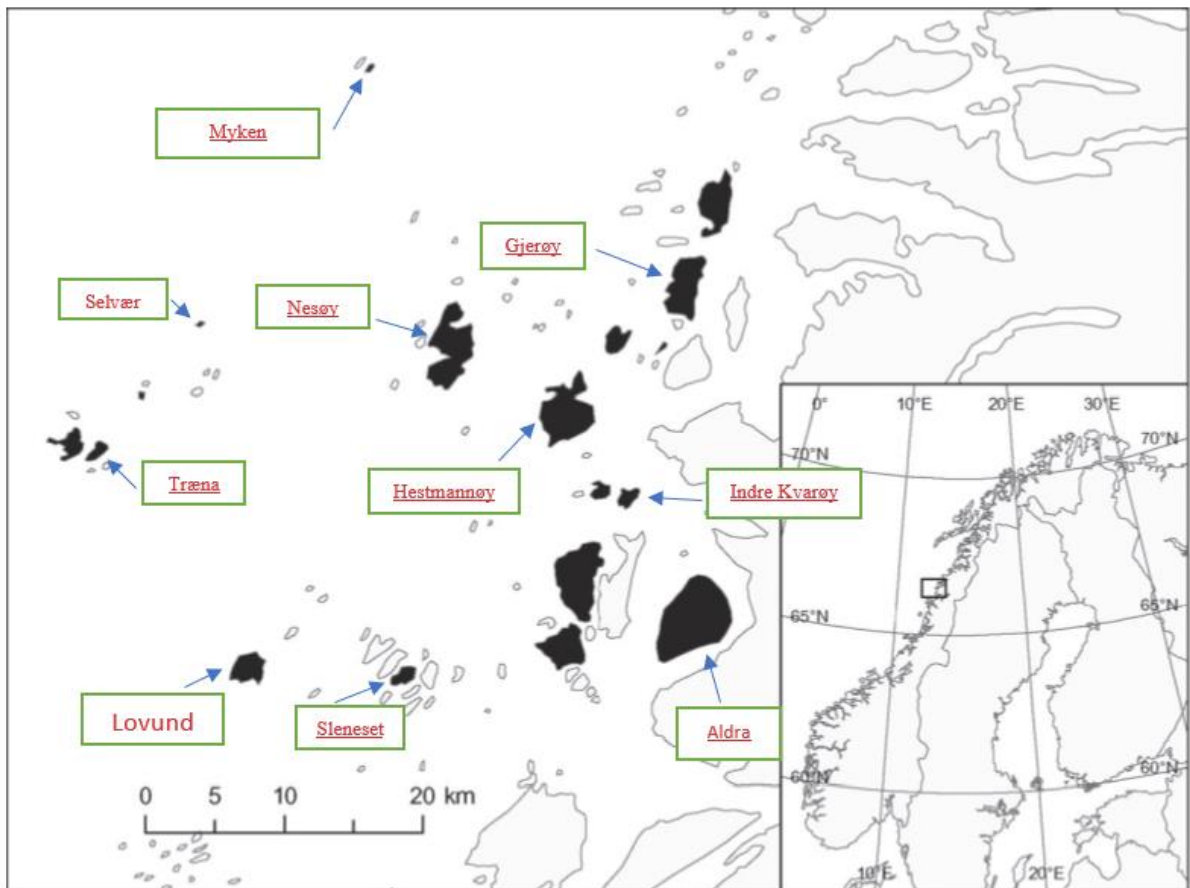 Myken
Gjerøy
Selvær
Nesøy
Træna
Hestmannøy
Indre Kvarøy
Lovund
Sleneset
Aldra
0 5 10 20 km
0° 10°E 20°E 30°E
70°N 70°N
65°N 65°N
60°N 60°N
10°E 20°E